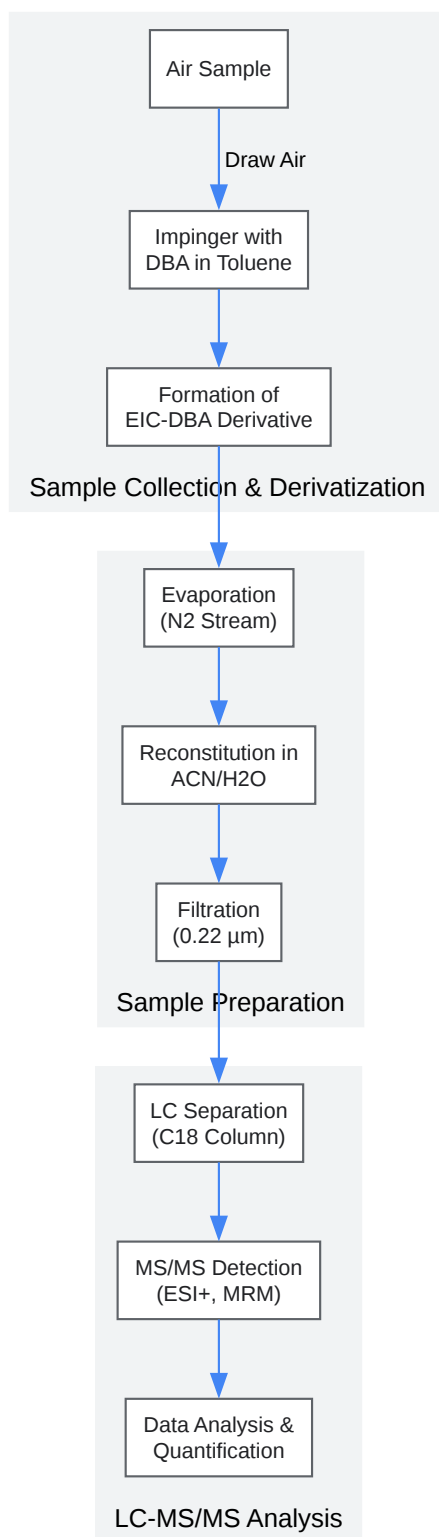 Air Sample
Draw Air
Impinger with
DBA in Toluene
Formation of
EIC-DBA Derivative
Sample Collection & Derivatization
Evaporation
(N2 Stream)
Reconstitution in
ACN/H2O
Filtration
(0.22 µm)
Sample Preparation
LC Separation
(C18 Column)
MS/MS Detection
(ESI+, MRM)
Data Analysis &
Quantification
LC-MS/MS Analysis